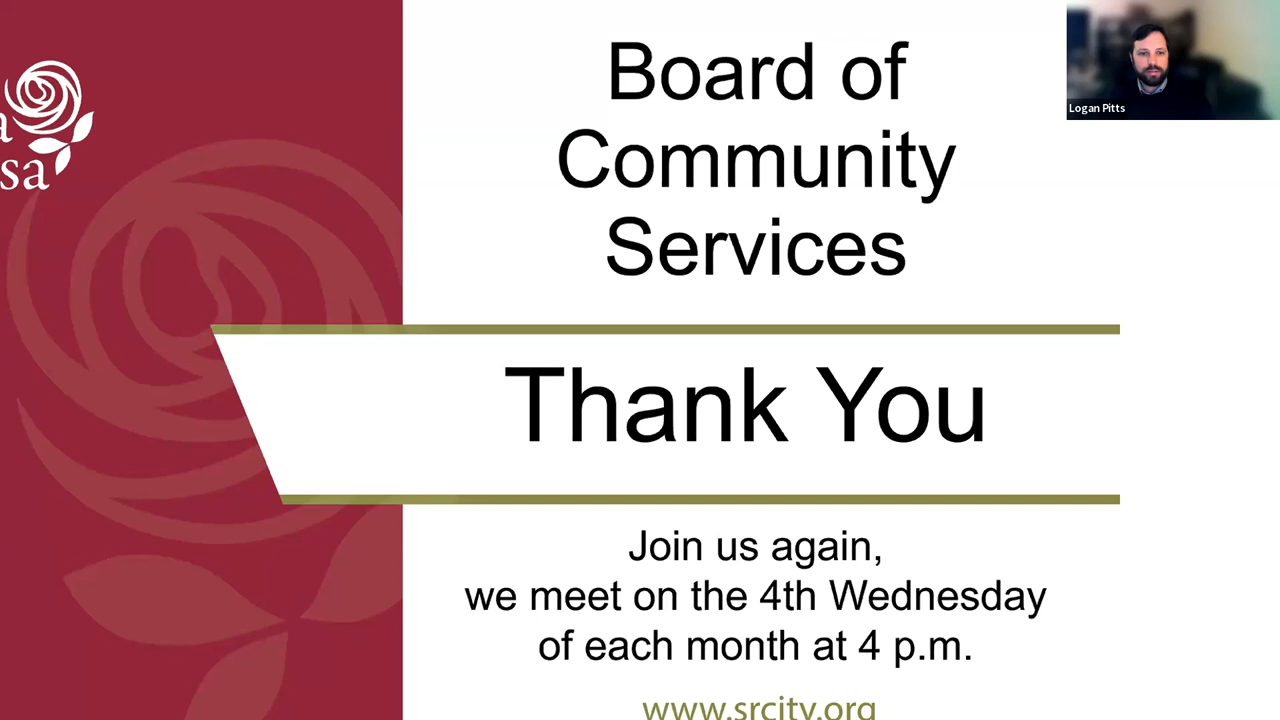 a
sa
Board of
Community
Services
Logan Pitts
Thank You
Join us again,
we meet on the 4th Wednesday
of each month at 4 p.m.
www.srcity.org